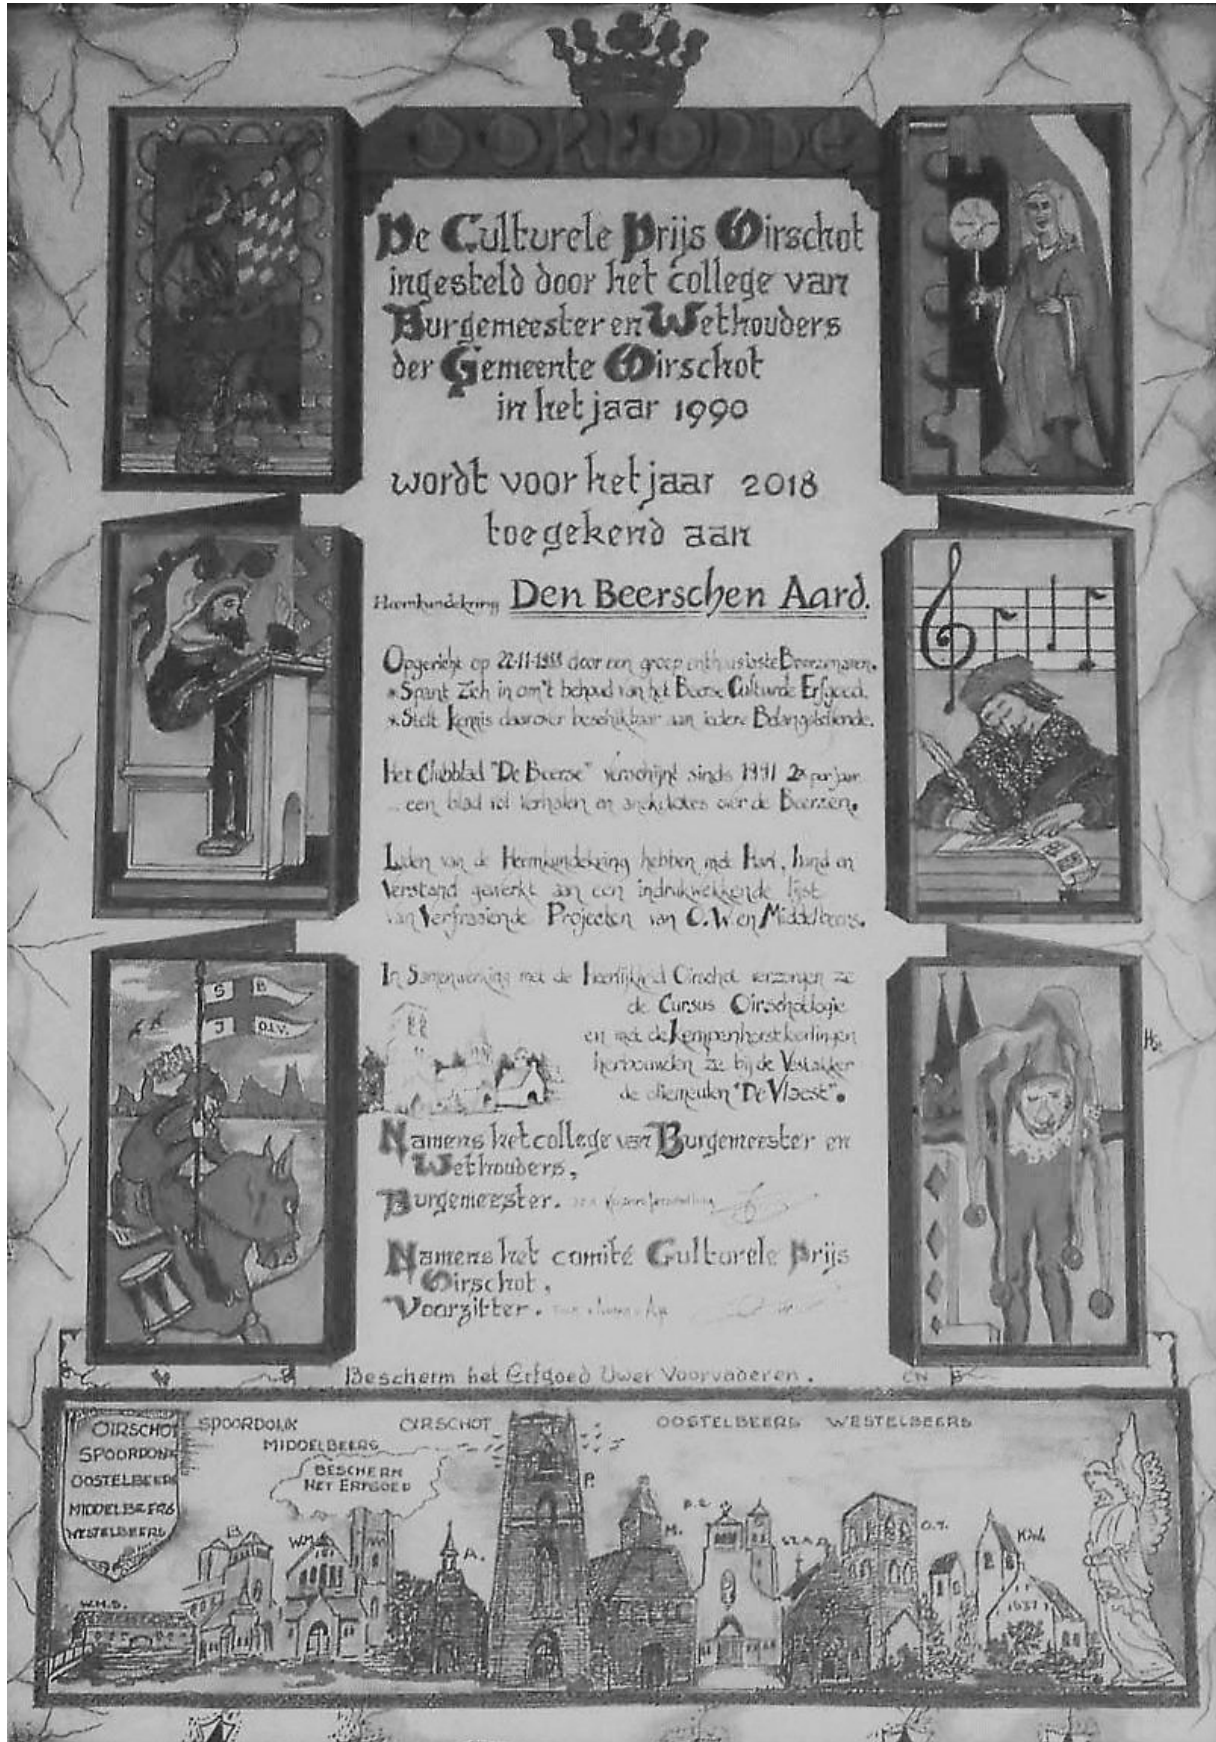 OORKONDE
De Culturele Prijs Oirschot
ingesteld door het college van
Burgemeester en Wethouders
der Gemeente Oirschot
in het jaar 1990
wordt voor het jaar 2018
toegekend aan
Heemkundekring Den Beerschen Aard.
Opgericht op 22-11-19 door een groep enthousiaste Beerzenaren.
* Spant Zich in om't behoud van het Beerse Culturele Erfgoed.
* Stelt kennis daarover beschikbaar aan iedere Belangstellende.
Het Clubblad "De Beerse" verschijnt sinds 1991 2x per jaar
... een blad vol verhalen en anekdotes over de Beerzen.
Leden van de Heemkundekring hebben met Hart, hand en
Verstand gewerkt aan een indrukwekkende lijst
van Verfraaiende Projecten van O.W en Middelbeers.
In Samenwerking met de Heerlijkheid Oirschot verzorgen ze
de Cursus Oirschotlogie
en met de Kempenhorstleerlingen
herbouwden ze bij de Vestakker
de oliemeulen "De Vlaest".
Namens het college van Burgemeester en
Wethouders,
Burgemeester.
Namens het comité Culturele Prijs
Oirschot.
Voorzitter.
S B
J O.L.V.
Bescherm het Erfgoed Uwer Voorvaderen.
CN
OIRSCHOT
SPOORDONK
OOSTELBEERS
MIDDELBEERS
WESTELBEERS
SPOORDONK
MIDDELBEERS
OIRSCHOT
OOSTELBEERS WESTELBEERS
BESCHERM
HET ERFGOED
W.H.S.
B.
W.M.
A.
P.
M.
O.T.
1637